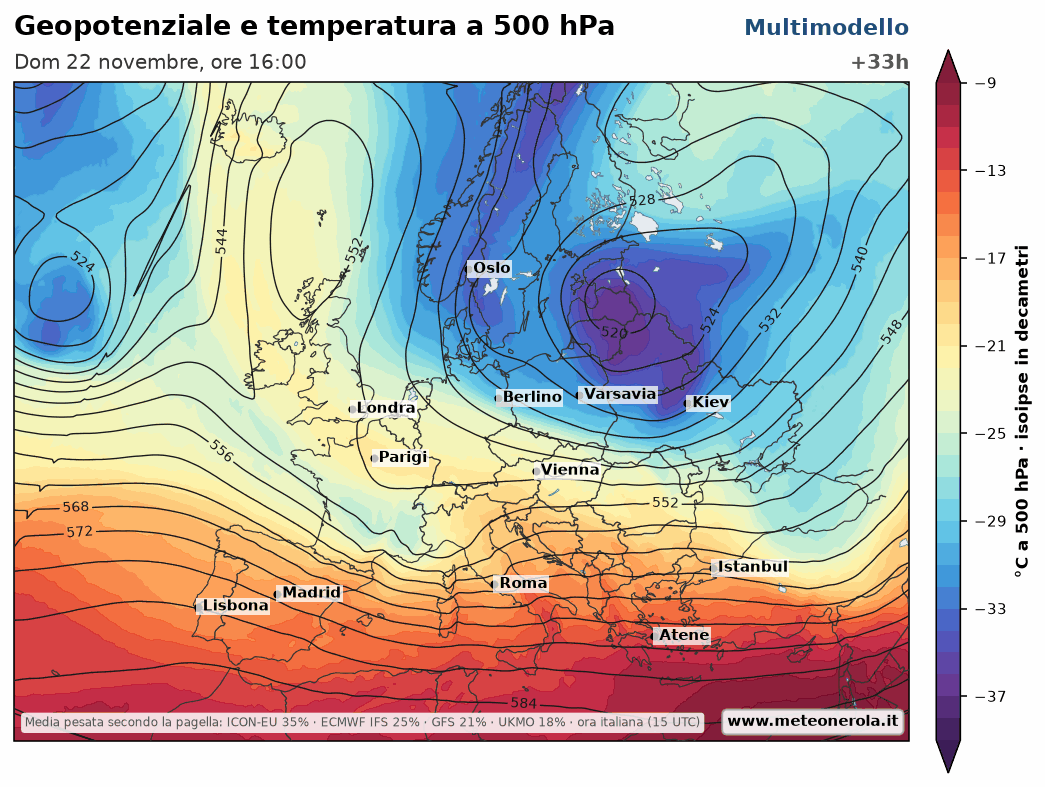 Geopotenziale e temperatura a 500 hPa
Multimodello
Dom 22 novembre, ore 16:00
+33h
−9
−13
−17
−21
−25
−29
−33
−37
°C a 500 hPa · isoipse in decametri
528
544
552
524
540
Oslo
524
532
520
548
Berlino
Varsavia
Kiev
Londra
556
Parigi
Vienna
552
568
572
Istanbul
Roma
Madrid
Lisbona
Atene
584
Media pesata secondo la pagella: ICON-EU 35% · ECMWF IFS 25% · GFS 21% · UKMO 18% · ora italiana (15 UTC)
www.meteonerola.it